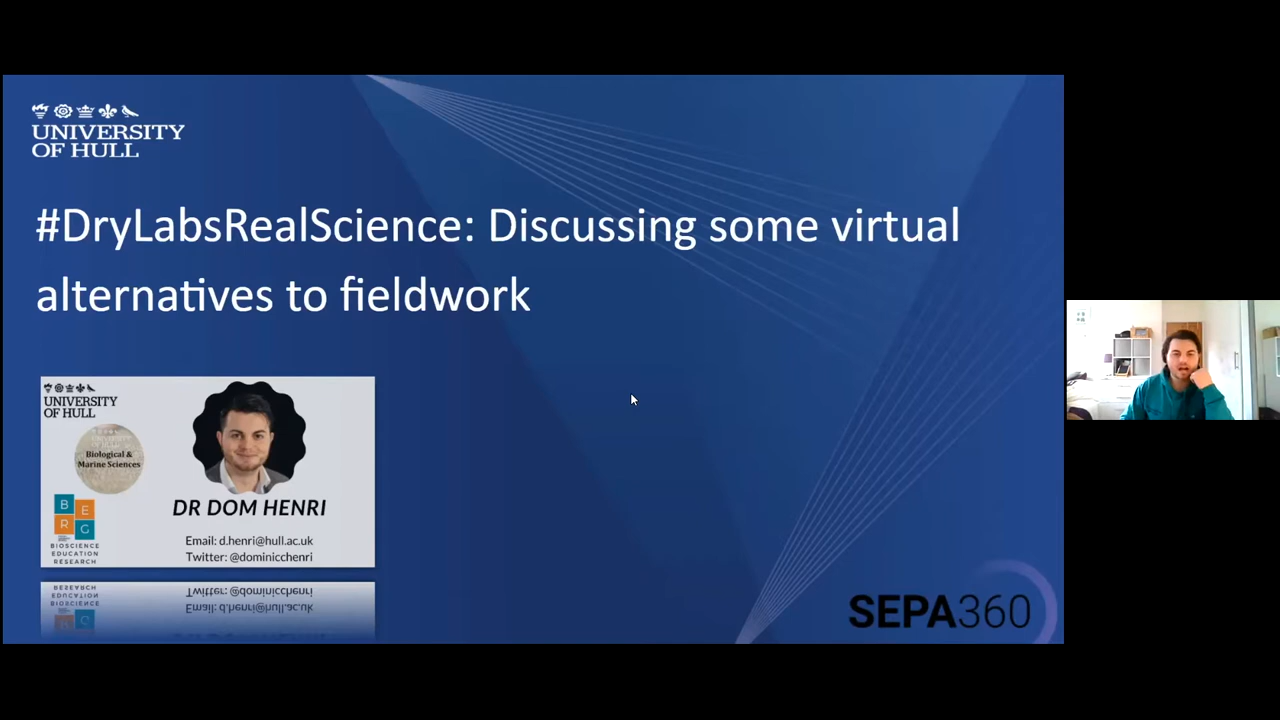 UNIVERSITY
OF HULL
#DryLabsRealScience: Discussing some virtual
alternatives to fieldwork
UNIVERSITY
OF HULL
Biological &
Marine Sciences
B
E
R
G
BIOSCIENCE
EDUCATION
RESEARCH
DR DOM HENRI
Email: d.henri@hull.ac.uk
Twitter: @dominicchenri
SEPA360